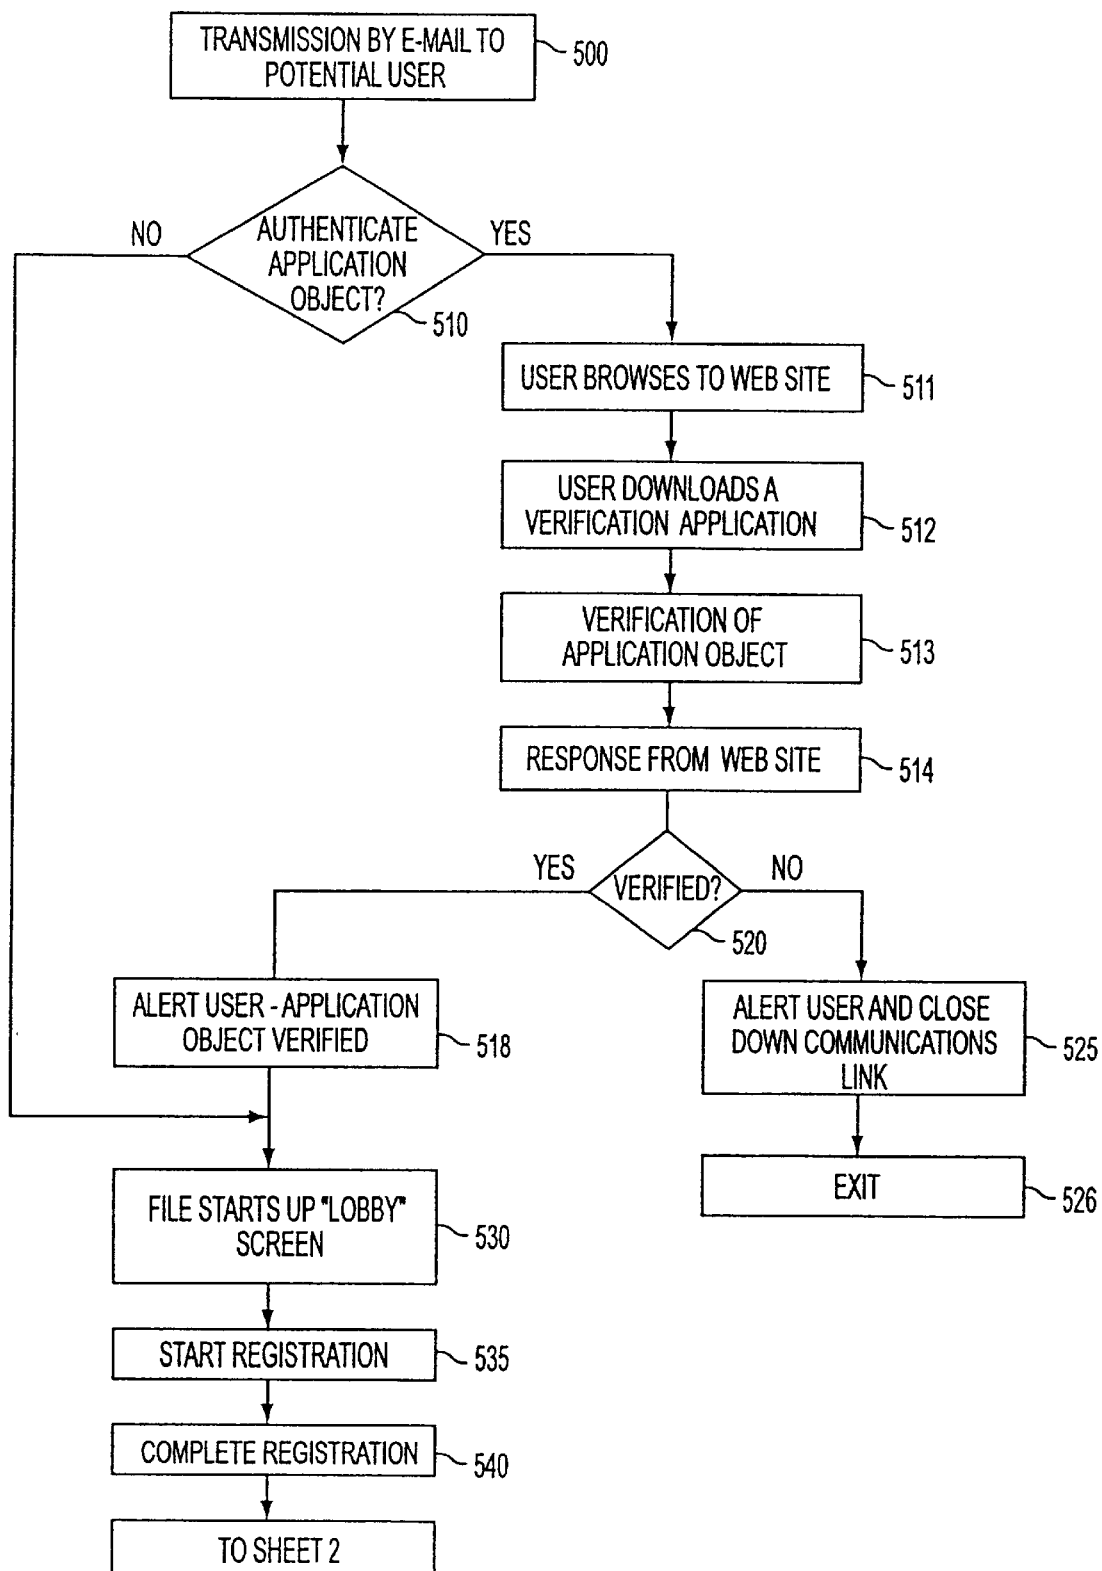 TRANSMISSION BY E-MAIL TO
POTENTIAL USER
500
NO
AUTHENTICATE
APPLICATION
OBJECT?
YES
510
USER BROWSES TO WEB SITE
511
USER DOWNLOADS A
VERIFICATION APPLICATION
512
VERIFICATION OF
APPLICATION OBJECT
513
RESPONSE FROM WEB SITE
514
YES
VERIFIED?
NO
520
ALERT USER - APPLICATION
OBJECT VERIFIED
518
ALERT USER AND CLOSE
DOWN COMMUNICATIONS
LINK
525
EXIT
526
FILE STARTS UP "LOBBY"
SCREEN
530
START REGISTRATION
535
COMPLETE REGISTRATION
540
TO SHEET 2